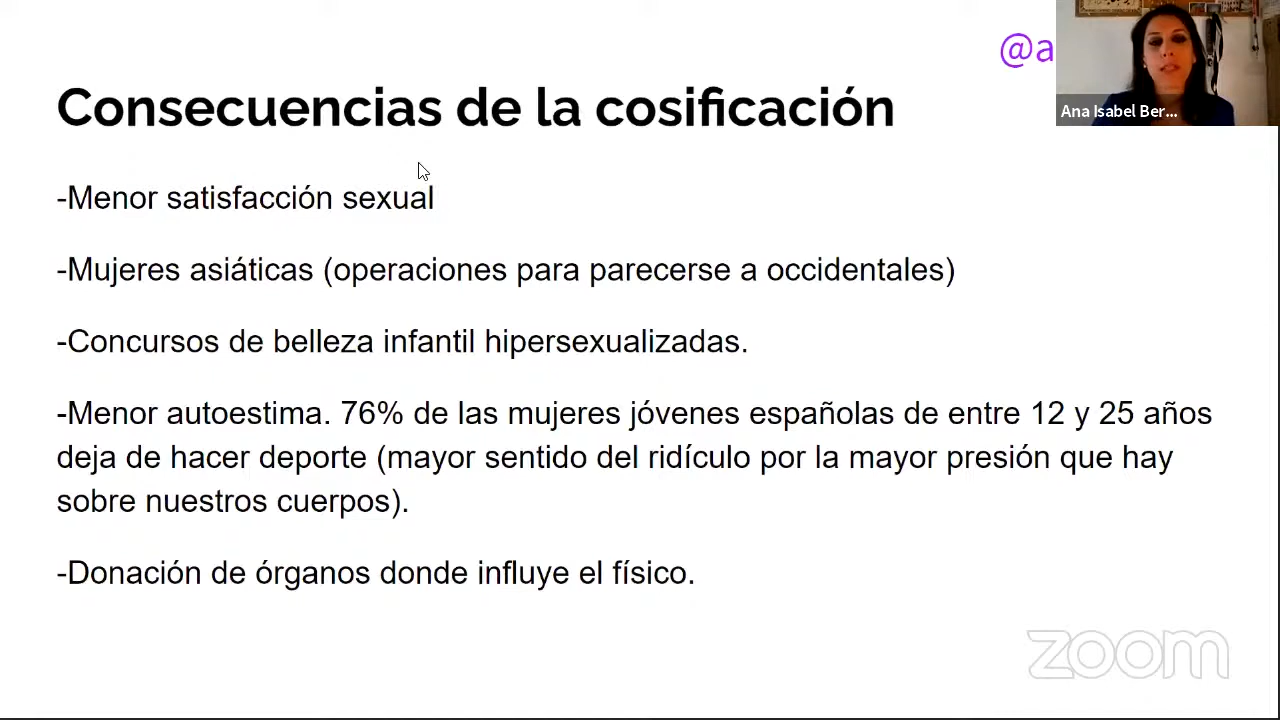 @a
Consecuencias de la cosificación
Ana Isabel Ber...
-Menor satisfacción sexual
-Mujeres asiáticas (operaciones para parecerse a occidentales)
-Concursos de belleza infantil hipersexualizadas.
-Menor autoestima. 76% de las mujeres jóvenes españolas de entre 12 y 25 años
deja de hacer deporte (mayor sentido del ridículo por la mayor presión que hay
sobre nuestros cuerpos).
-Donación de órganos donde influye el físico.
zoom